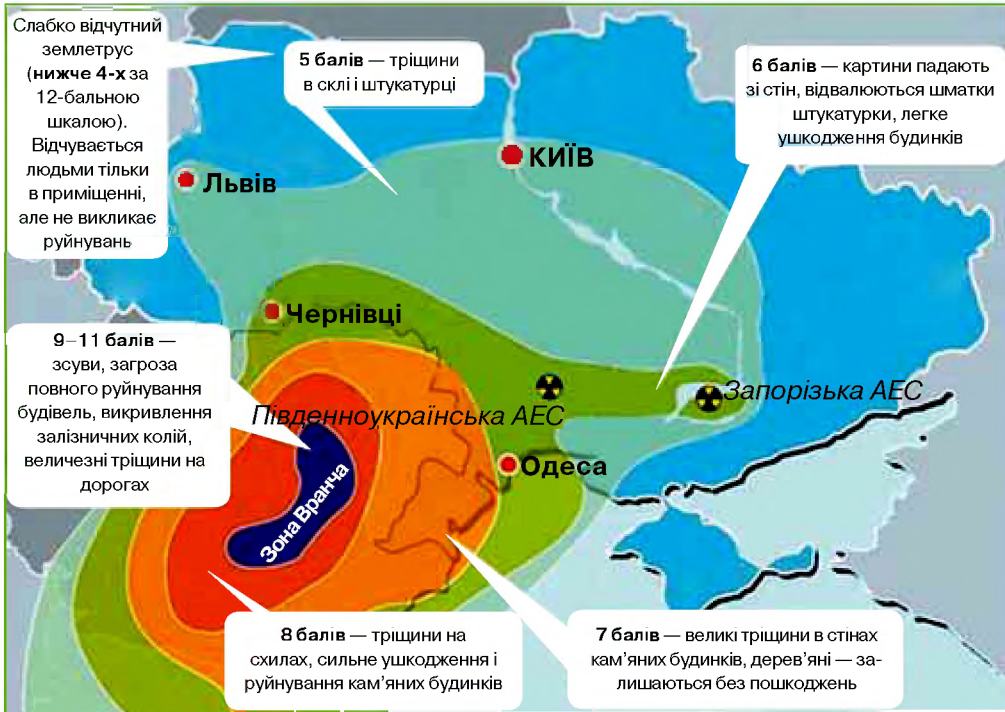 Слабко відчутний
землетрус
(нижче 4-х за
12-бальною
шкалою).
Відчувається
людьми тільки
в приміщенні,
але не викликає
руйнувань
5 балів — тріщини
в склі і штукатурці
6 балів — картини падають
зі стін, відвалюються шматки
штукатурки, легке
ушкодження будинків
КИЇВ
Львів
Чернівці
9–11 балів —
зсуви, загроза
повного руйнування
будівель, викривлення
залізничних колій,
величезні тріщини на
дорогах
Південноукраїнська АЕС
Запорізька АЕС
Одеса
Зона Вранча
8 балів — тріщини на
схилах, сильне ушкодження і
руйнування кам’яних будинків
7 балів — великі тріщини в стінах
кам’яних будинків, дерев’яні — за-
лишаються без пошкоджень